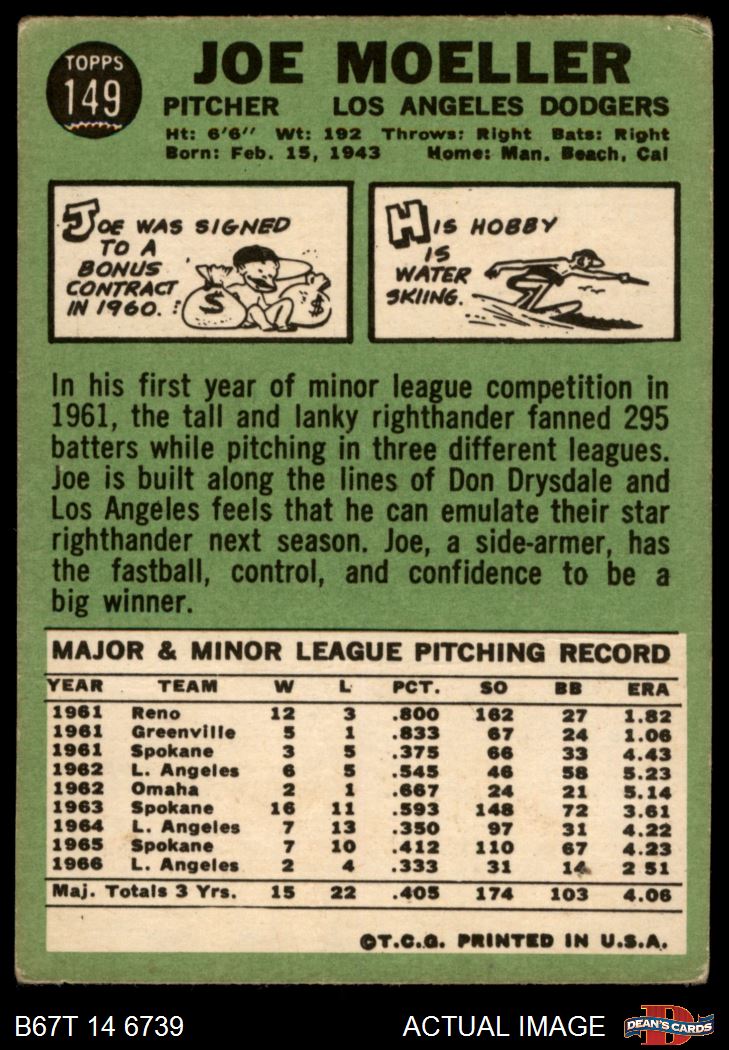 TOPPS
149
JOE MOELLER
PITCHER LOS ANGELES DODGERS
Ht: 6'6" Wt: 192 Throws: Right Bats: Right
Born: Feb. 15, 1943 Home: Man. Beach, Cal
JOE WAS SIGNED
TO A
BONUS
CONTRACT
IN 1960.
$ $
HIS HOBBY
IS
WATER
SKIING.
In his first year of minor league competition in
1961, the tall and lanky righthander fanned 295
batters while pitching in three different leagues.
Joe is built along the lines of Don Drysdale and
Los Angeles feels that he can emulate their star
righthander next season. Joe, a side-armer, has
the fastball, control, and confidence to be a
big winner.
MAJOR & MINOR LEAGUE PITCHING RECORD
YEAR TEAM W L PCT. SO BB ERA
1961 Reno 12 3 .800 162 27 1.82
1961 Greenville 5 1 .833 67 24 1.06
1961 Spokane 3 5 .375 66 33 4.43
1962 L. Angeles 6 5 .545 46 58 5.23
1962 Omaha 2 1 .667 24 21 5.14
1963 Spokane 16 11 .593 148 72 3.61
1964 L. Angeles 7 13 .350 97 31 4.22
1965 Spokane 7 10 .412 110 67 4.23
1966 L. Angeles 2 4 .333 31 14 2 51
Maj. Totals 3 Yrs. 15 22 .405 174 103 4.06
©T.C.G. PRINTED IN U.S.A.
B67T 14 6739 ACTUAL IMAGE D DEAN'S CARDS